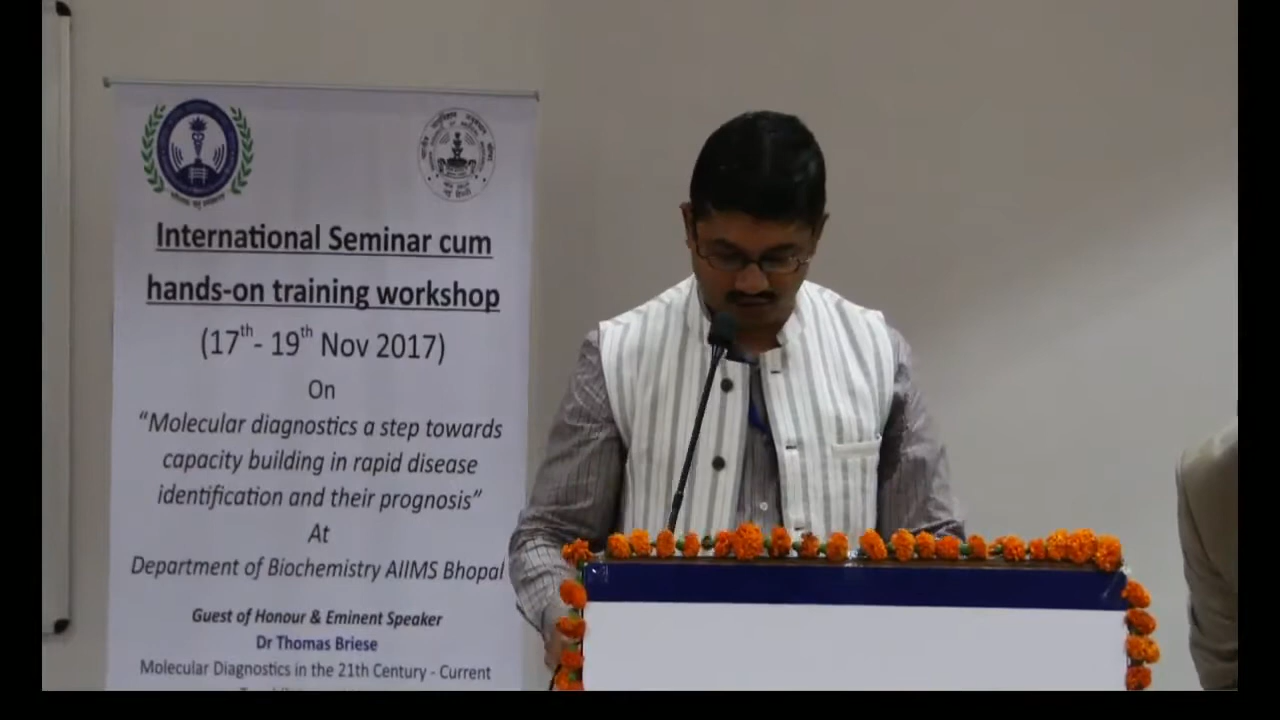 International Seminar cum
hands-on training workshop
(17th- 19th Nov 2017)
On
“Molecular diagnostics a step towards
capacity building in rapid disease
identification and their prognosis”
At
Department of Biochemistry AIIMS Bhopal
Guest of Honour & Eminent Speaker
Dr Thomas Briese
Molecular Diagnostics in the 21th Century - Current